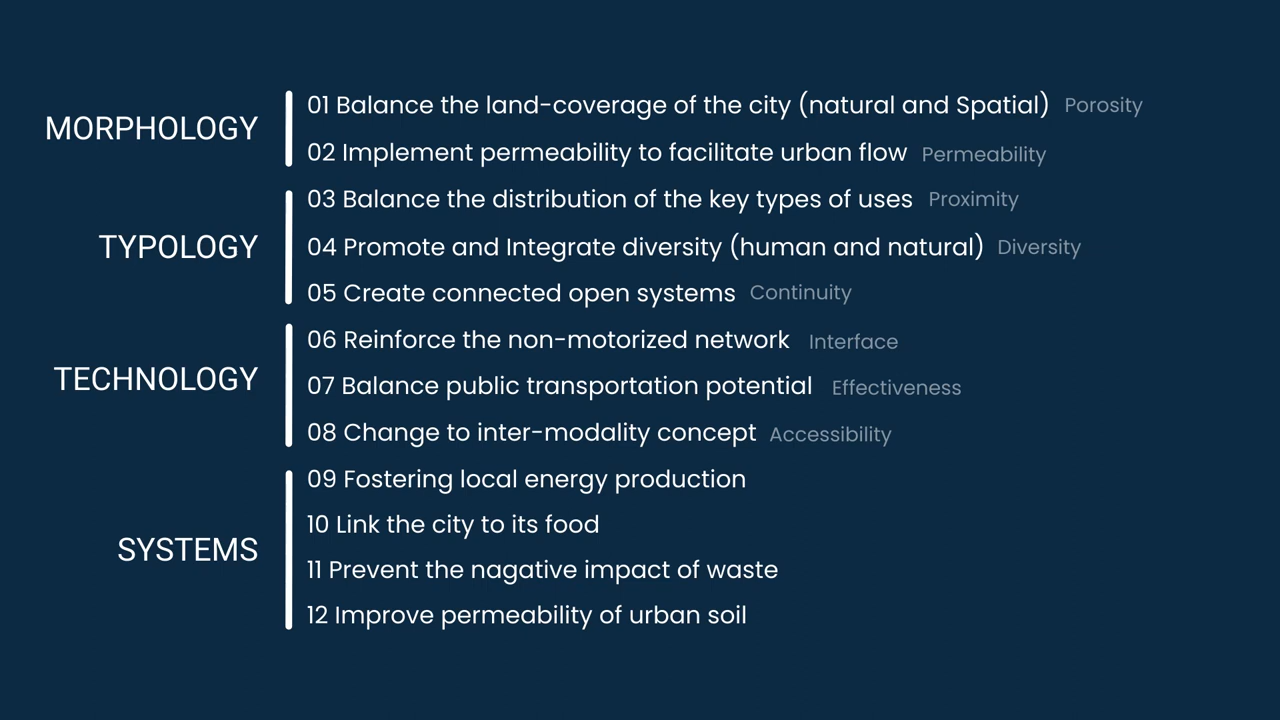 MORPHOLOGY
01 Balance the land-coverage of the city (natural and Spatial) Porosity
02 Implement permeability to facilitate urban flow Permeability
TYPOLOGY
03 Balance the distribution of the key types of uses Proximity
04 Promote and Integrate diversity (human and natural) Diversity
05 Create connected open systems Continuity
TECHNOLOGY
06 Reinforce the non-motorized network Interface
07 Balance public transportation potential Effectiveness
08 Change to inter-modality concept Accessibility
SYSTEMS
09 Fostering local energy production
10 Link the city to its food
11 Prevent the nagative impact of waste
12 Improve permeability of urban soil